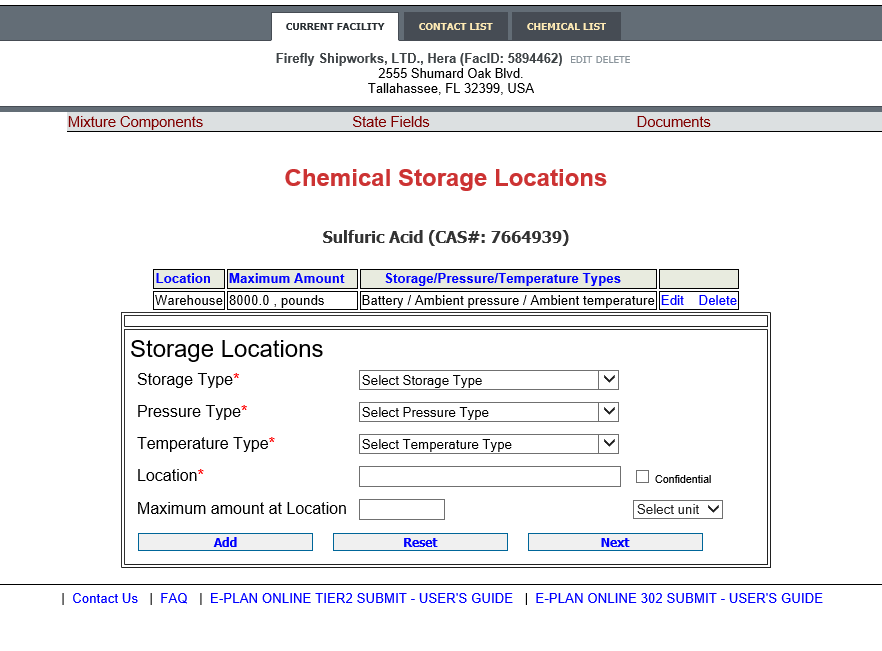 CURRENT FACILITY CONTACT LIST CHEMICAL LIST
Firefly Shipworks, LTD., Hera (FacID: 5894462) EDIT DELETE
2555 Shumard Oak Blvd.
Tallahassee, FL 32399, USA
Mixture Components State Fields Documents
Chemical Storage Locations
Sulfuric Acid (CAS#: 7664939)
Location Maximum Amount Storage/Pressure/Temperature Types
Warehouse 8000.0 , pounds Battery / Ambient pressure / Ambient temperature Edit Delete
Storage Locations
Storage Type* Select Storage Type
Pressure Type* Select Pressure Type
Temperature Type* Select Temperature Type
Location* Confidential
Maximum amount at Location Select unit
Add Reset Next
| Contact Us | FAQ | E-PLAN ONLINE TIER2 SUBMIT - USER'S GUIDE | E-PLAN ONLINE 302 SUBMIT - USER'S GUIDE